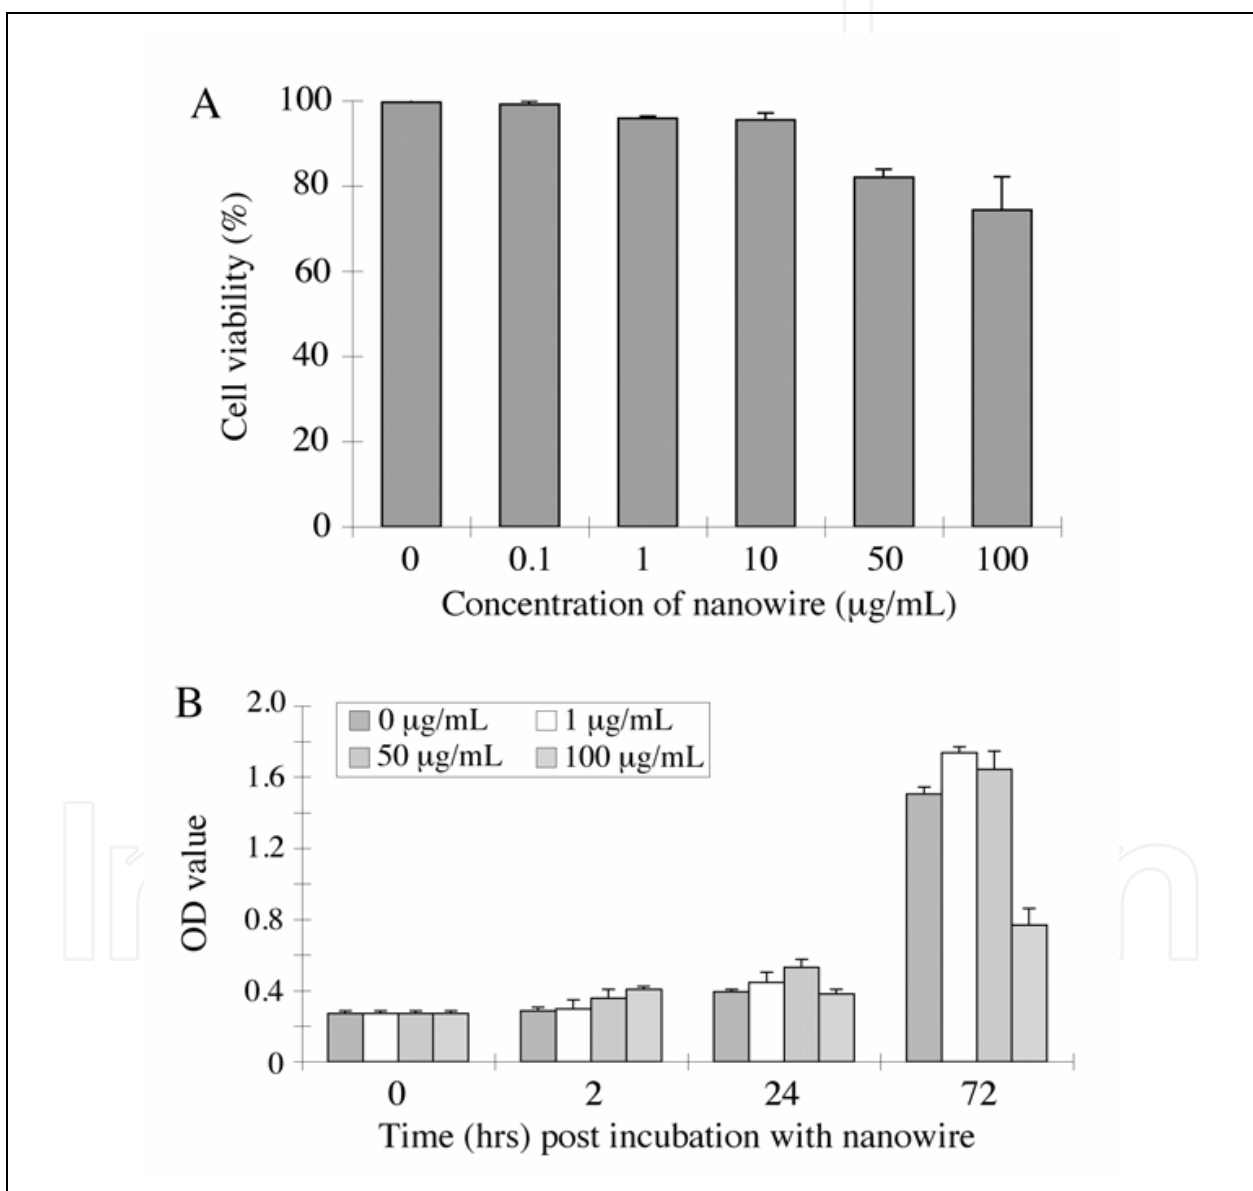 A
100
80
60
40
20
0
Cell viability (%)
0 0.1 1 10 50 100
Concentration of nanowire (μg/mL)
B
2.0
1.6
1.2
0.8
0.4
0
OD value
0 μg/mL 1 μg/mL
50 μg/mL 100 μg/mL
0 2 24 72
Time (hrs) post incubation with nanowire